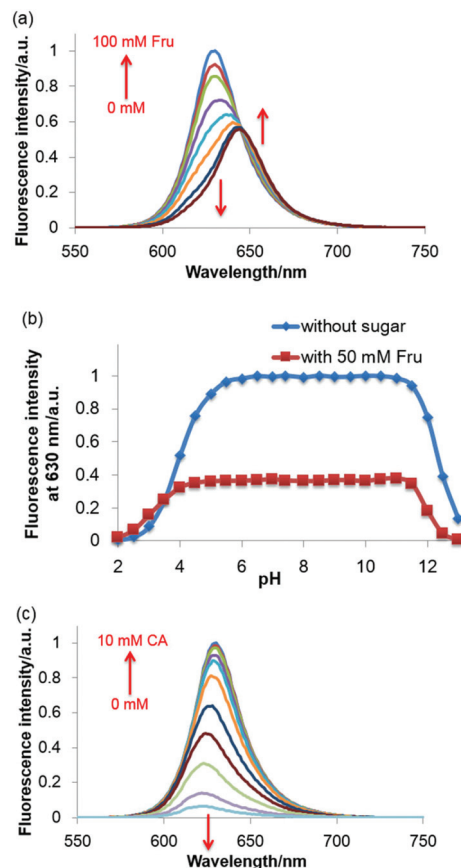 (a)
100 mM Fru
0 mM
Fluorescence intensity/a.u.
1
0.8
0.6
0.4
0.2
0
550 600 650 700 750
Wavelength/nm
(b)
without sugar
with 50 mM Fru
Fluorescence intensity
at 630 nm/a.u.
1
0.8
0.6
0.4
0.2
0
2 4 6 8 10 12
pH
(c)
10 mM CA
0 mM
Fluorescence intensity/a.u.
1
0.8
0.6
0.4
0.2
0
550 600 650 700 750
Wavelength/nm